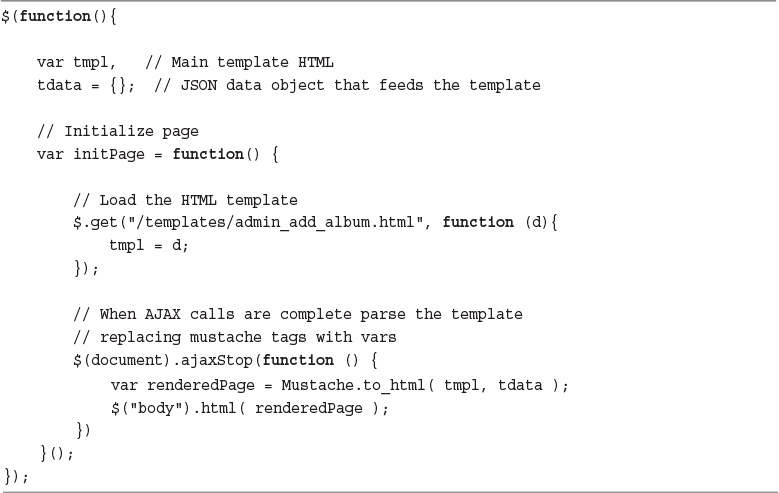 $(function(){
var tmpl,   // Main template HTML
tdata = {};  // JSON data object that feeds the template
// Initialize page
var initPage = function() {
// Load the HTML template
$.get("/templates/admin_add_album.html", function (d){
tmpl = d;
});
// When AJAX calls are complete parse the template
// replacing mustache tags with vars
$(document).ajaxStop(function () {
var renderedPage = Mustache.to_html( tmpl, tdata );
$("body").html( renderedPage );
})
}();
});